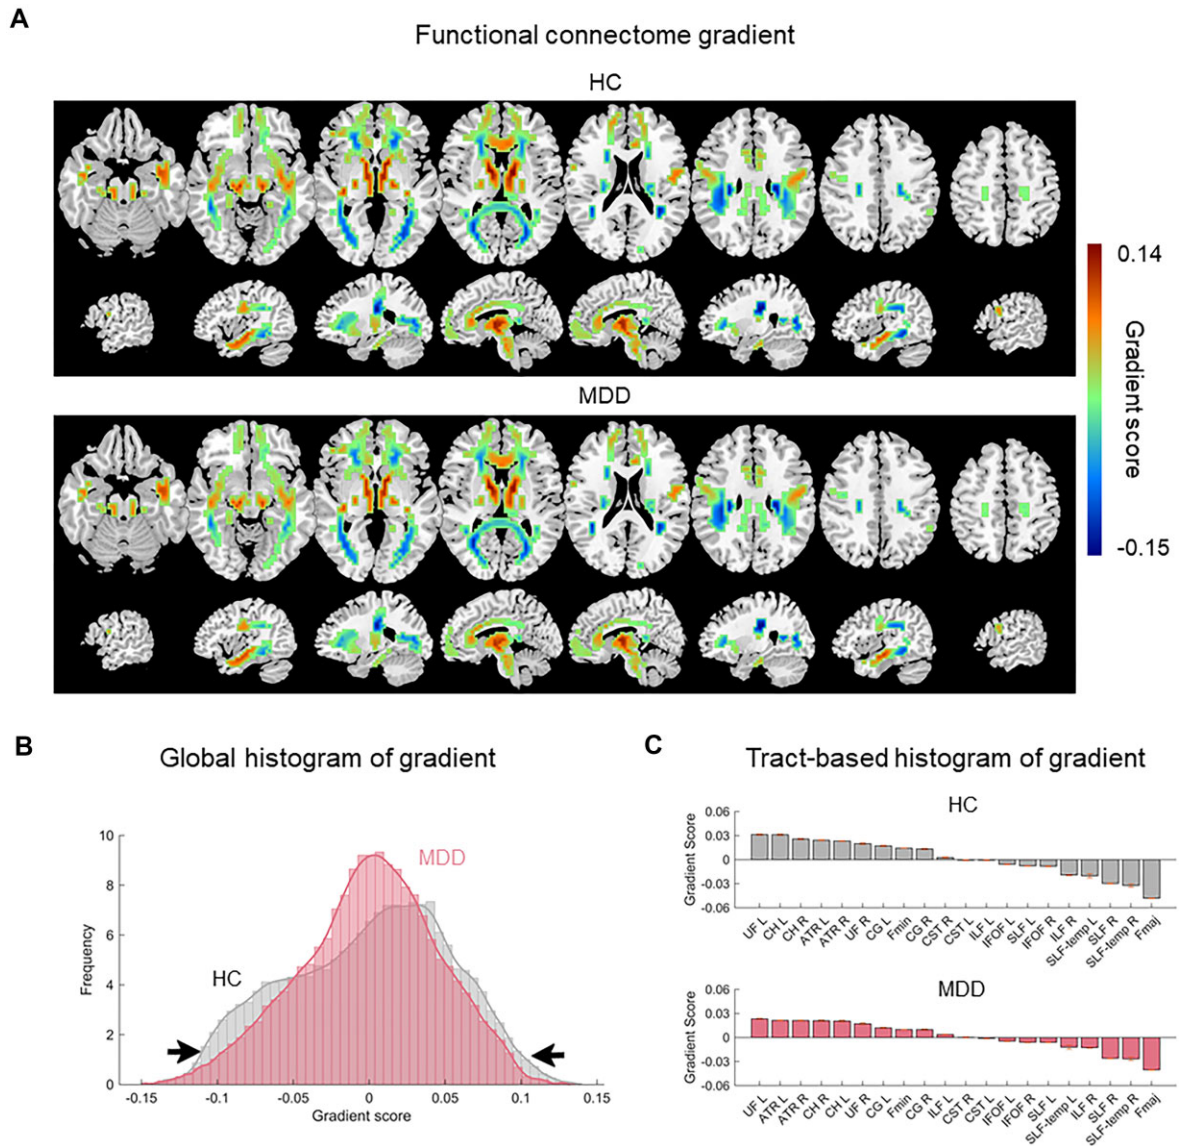 A
Functional connectome gradient
HC
0.14
Gradient score
-0.15
MDD
B
Global histogram of gradient
10
8
6
4
2
0
Frequency
MDD
HC
-0.15
-0.1
-0.05
0
0.05
0.1
0.15
Gradient score
C
Tract-based histogram of gradient
HC
0.06
0.03
0
-0.03
-0.06
Gradient Score
UF L
CH L
CH R
ATR L
ATR R
UF R
CG L
Fmin
CG R
CST R
CST L
ILF L
IFOF L
SLF L
IFOF R
ILF R
SLF-temp L
SLF R
SLF-temp R
Fmaj
MDD
0.06
0.03
0
-0.03
-0.06
Gradient Score
UF L
ATR L
ATR R
CH R
CH L
UF R
CG L
Fmin
CG R
ILF L
CST R
CST L
IFOF L
IFOF R
SLF L
SLF-temp L
ILF R
SLF R
SLF-temp R
Fmaj